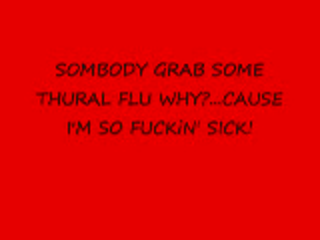 SOMBODY GRAB SOME
THURAL FLU WHY?...CAUSE
I'M SO FUCKIN' SICK!